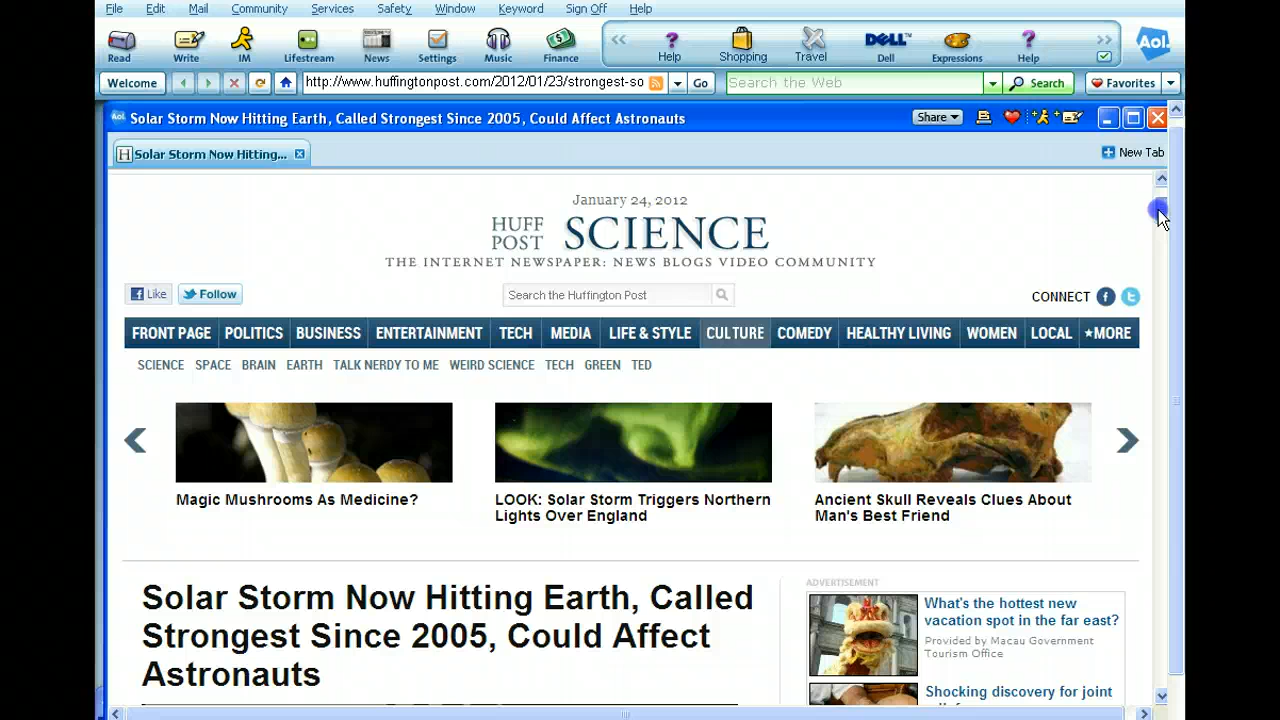 File Edit Mail Community Services Safety Window Keyword Sign Off Help
Read Write IM Lifestream News Settings Music Finance Help Shopping Travel Dell Expressions Help
DELL
Aol.
Welcome http://www.huffingtonpost.com/2012/01/23/strongest-so Go Search the Web Search Favorites
Aol. Solar Storm Now Hitting Earth, Called Strongest Since 2005, Could Affect Astronauts Share
H Solar Storm Now Hitting... New Tab
January 24, 2012
HUFF
POST
SCIENCE
THE INTERNET NEWSPAPER: NEWS BLOGS VIDEO COMMUNITY
Like Follow Search the Huffington Post CONNECT
FRONT PAGE POLITICS BUSINESS ENTERTAINMENT TECH MEDIA LIFE & STYLE CULTURE COMEDY HEALTHY LIVING WOMEN LOCAL ★MORE
SCIENCE SPACE BRAIN EARTH TALK NERDY TO ME WEIRD SCIENCE TECH GREEN TED
Magic Mushrooms As Medicine?
LOOK: Solar Storm Triggers Northern
Lights Over England
Ancient Skull Reveals Clues About
Man's Best Friend
Solar Storm Now Hitting Earth, Called
Strongest Since 2005, Could Affect
Astronauts
ADVERTISEMENT
What's the hottest new
vacation spot in the far east?
Provided by Macau Government
Tourism Office
Shocking discovery for joint